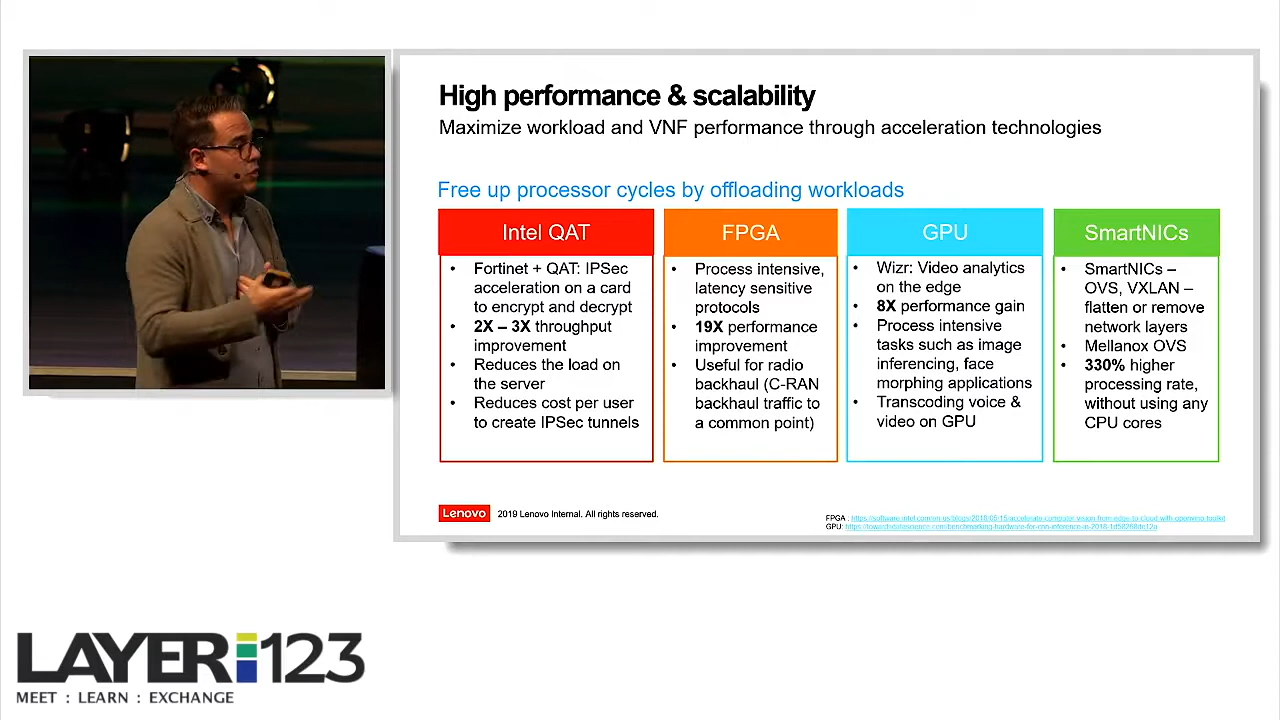 High performance & scalability
Maximize workload and VNF performance through acceleration technologies
Free up processor cycles by offloading workloads
Intel QAT
• Fortinet + QAT: IPSec
acceleration on a card
to encrypt and decrypt
• 2X – 3X throughput
improvement
• Reduces the load on
the server
• Reduces cost per user
to create IPSec tunnels
FPGA
• Process intensive,
latency sensitive
protocols
• 19X performance
improvement
• Useful for radio
backhaul (C-RAN
backhaul traffic to
a common point)
GPU
• Wizr: Video analytics
on the edge
• 8X performance gain
• Process intensive
tasks such as image
inferencing, face
morphing applications
• Transcoding voice &
video on GPU
SmartNICs
• SmartNICs –
OVS, VXLAN –
flatten or remove
network layers
• Mellanox OVS
• 330% higher
processing rate,
without using any
CPU cores
Lenovo
2019 Lenovo Internal. All rights reserved.
FPGA :
GPU:
LAYER 123
MEET : LEARN : EXCHANGE